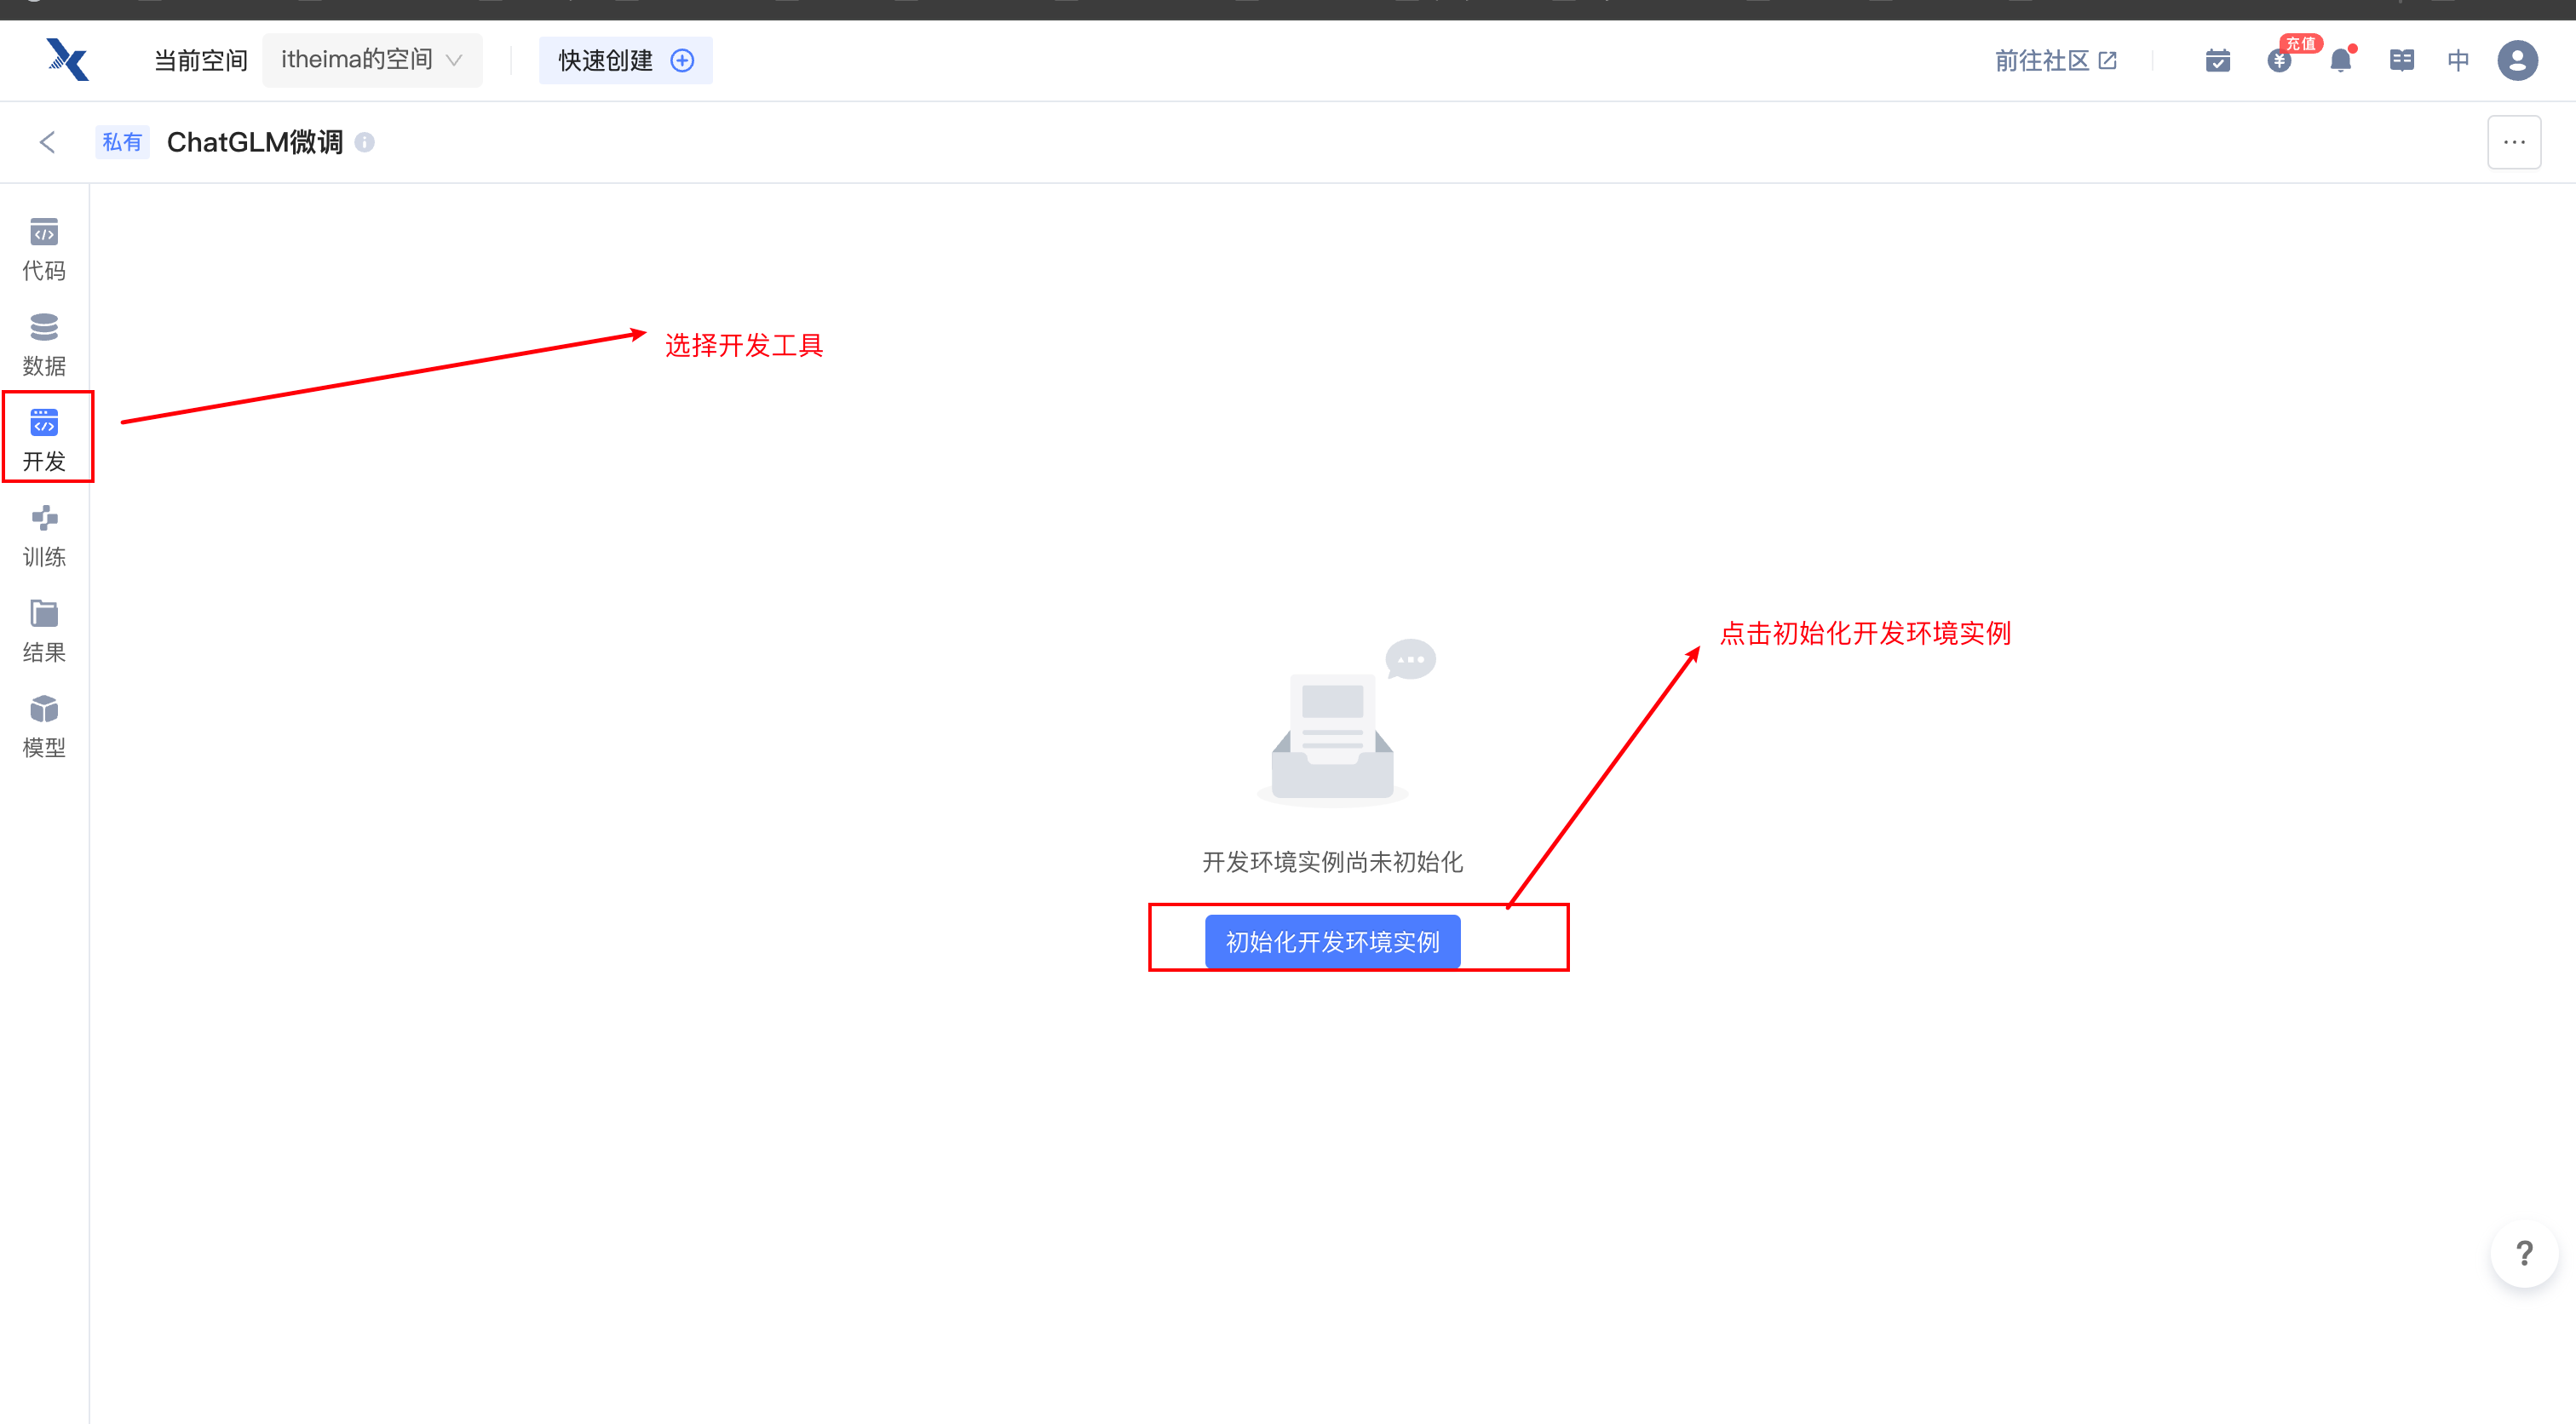 当前空间 itheima的空间 快速创建 前往社区 充值 中
私有 ChatGLM微调
代码
数据
选择开发工具
开发
训练
结果
模型
点击初始化开发环境实例
开发环境实例尚未初始化
初始化开发环境实例
?